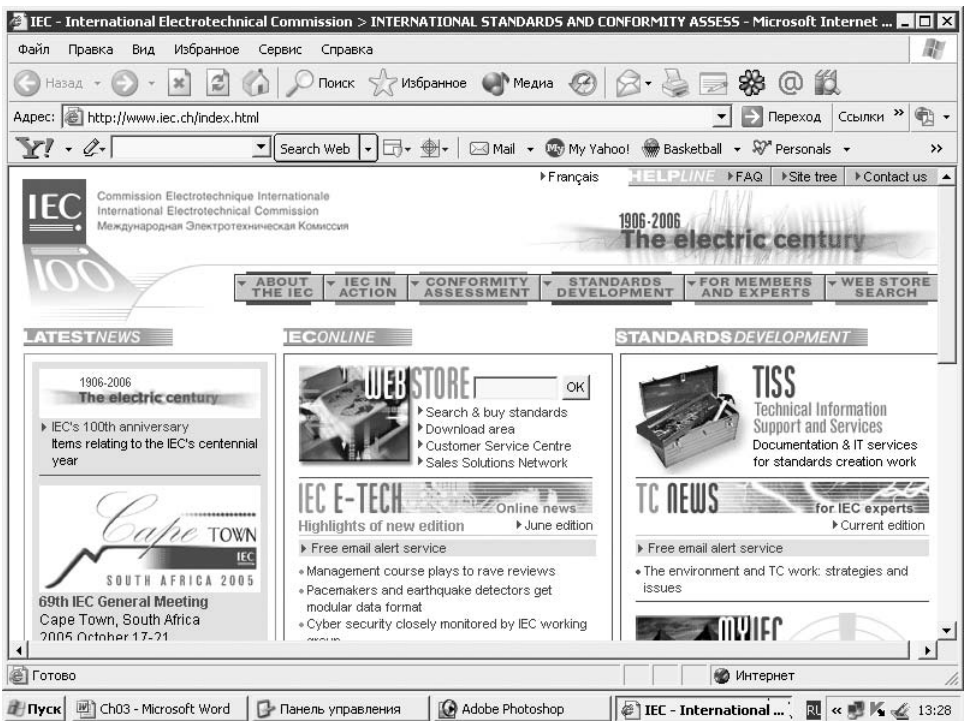 IEC - International Electrotechnical Commission > INTERNATIONAL STANDARDS AND CONFORMITY ASSESS - Microsoft Internet ...
Файл Правка Вид Избранное Сервис Справка
Назад Поиск Избранное Медиа
Адрес: http://www.iec.ch/index.html Переход Ссылки »
Y! Search Web Mail My Yahoo! Basketball Personals »
Français HELPLINE FAQ Site tree Contact us
IEC
Commission Electrotechnique Internationale
International Electrotechnical Commission
Международная Электротехническая Комиссия
1906-2006
The electric century
100
ABOUT THE IEC
IEC IN ACTION
CONFORMITY ASSESSMENT
STANDARDS DEVELOPMENT
FOR MEMBERS AND EXPERTS
WEB STORE SEARCH
LATESTNEWS
1906-2006
The electric century
IEC's 100th anniversary
Items relating to the IEC's centennial
year
Cape TOWN
IEC
SOUTH AFRICA 2005
69th IEC General Meeting
Cape Town, South Africa
2005 October 17-21
IECONLINE
WEBSTORE OK
Search & buy standards
Download area
Customer Service Centre
Sales Solutions Network
IEC E-TECH
Online news
Highlights of new edition June edition
Free email alert service
Management course plays to rave reviews
Pacemakers and earthquake detectors get
modular data format
Cyber security closely monitored by IEC working
group
STANDARDSDEVELOPMENT
TISS
Technical Information
Support and Services
Documentation & IT services
for standards creation work
TC NEWS
for IEC experts
Current edition
Free email alert service
The environment and TC work: strategies and
issues
MYIEC
Готово Интернет
Пуск Ch03 - Microsoft Word Панель управления Adobe Photoshop IEC - International ... RU « 13:28